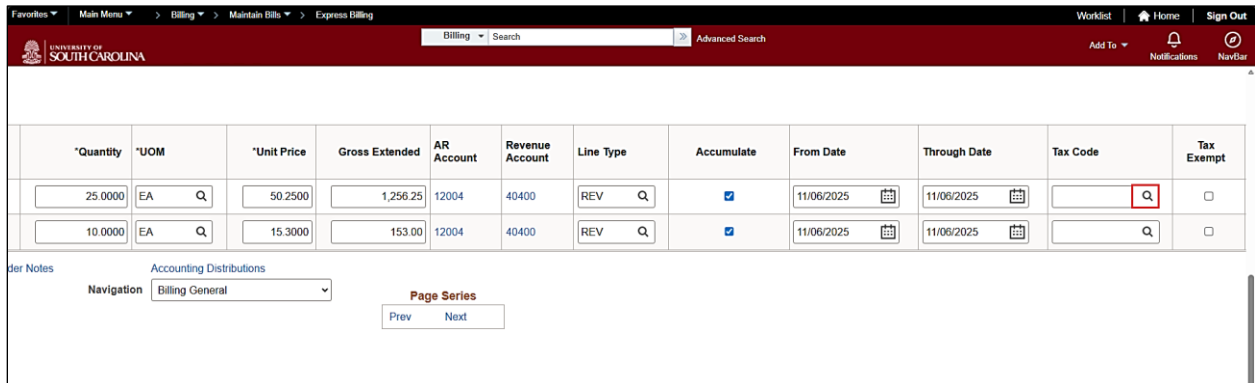 Favorites Main Menu > Billing > Maintain Bills > Express Billing Worklist Home Sign Out
UNIVERSITY OF
SOUTH CAROLINA
Billing Search » Advanced Search
Add To
Notifications
NavBar
*Quantity *UOM *Unit Price Gross Extended AR Account Revenue Account Line Type Accumulate From Date Through Date Tax Code Tax Exempt
25.0000 EA 50.2500 1,256.25 12004 40400 REV 11/06/2025 11/06/2025
10.0000 EA 15.3000 153.00 12004 40400 REV 11/06/2025 11/06/2025
der Notes Accounting Distributions
Navigation Billing General
Page Series
Prev Next